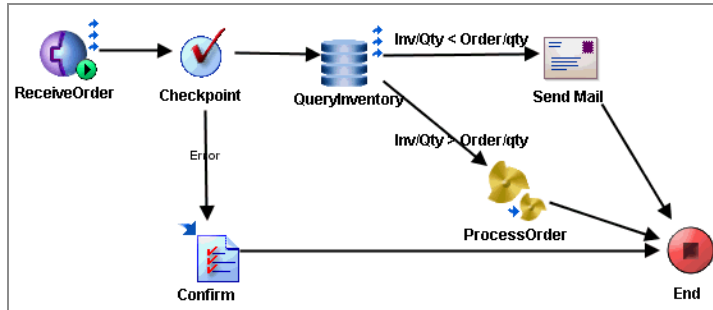 Inv/Qty < Order/qty
ReceiveOrder
Checkpoint
QueryInventory
Send Mail
Inv/Qty > Order/qty
Error
ProcessOrder
Confirm
End